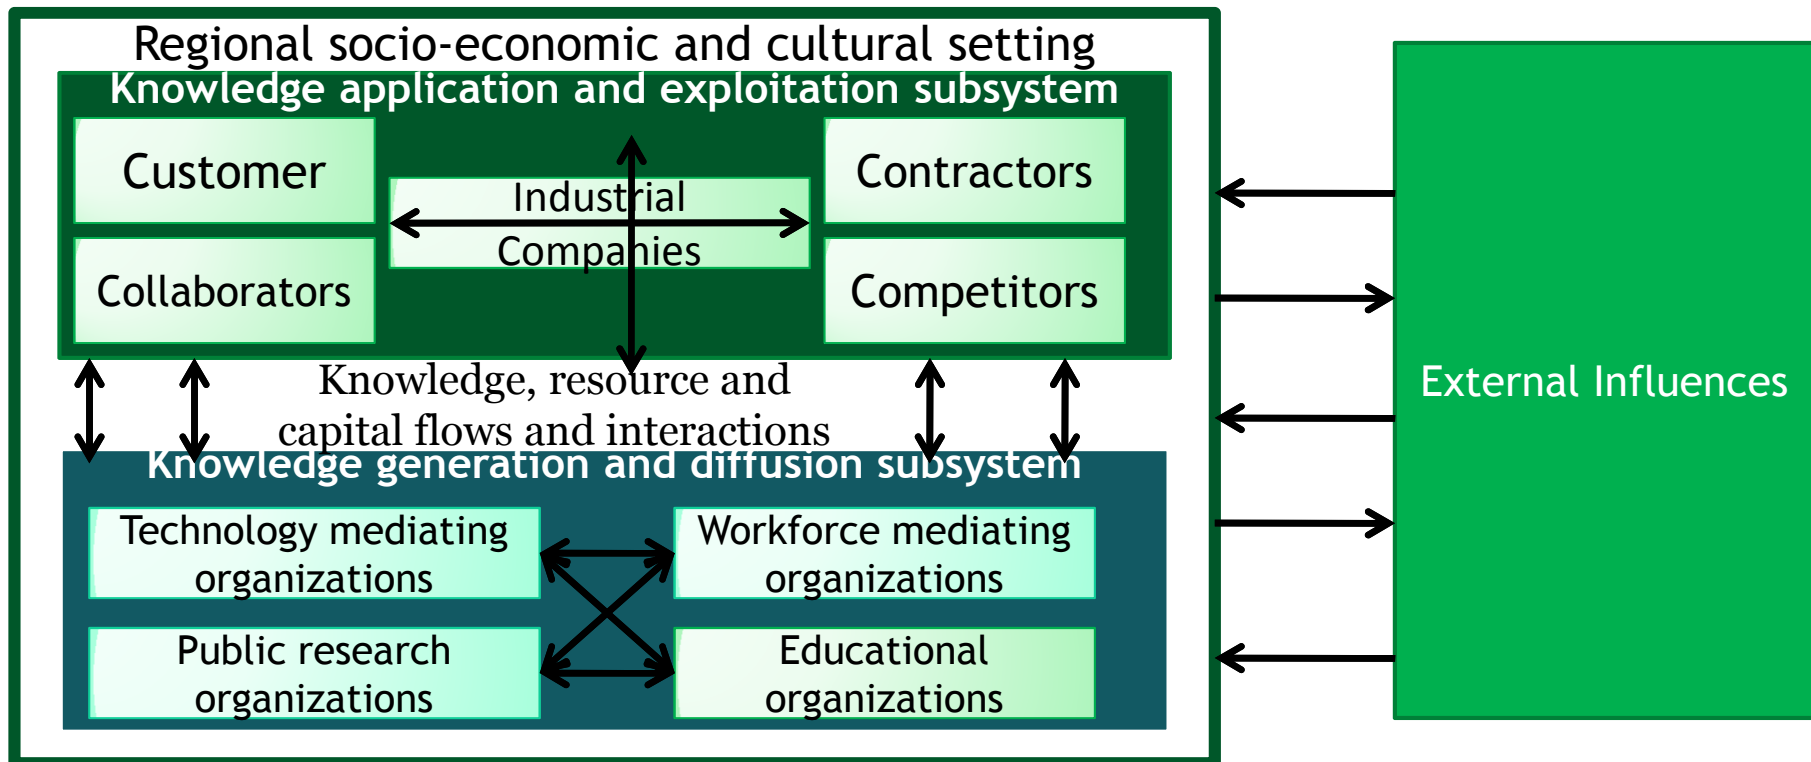 Regional socio-economic and cultural setting
Knowledge application and exploitation subsystem
Customer
Contractors
Industrial
Companies
Collaborators
Competitors
Knowledge, resource and
capital flows and interactions
Knowledge generation and diffusion subsystem
Technology mediating
organizations
Workforce mediating
organizations
Public research
organizations
Educational
organizations
External Influences